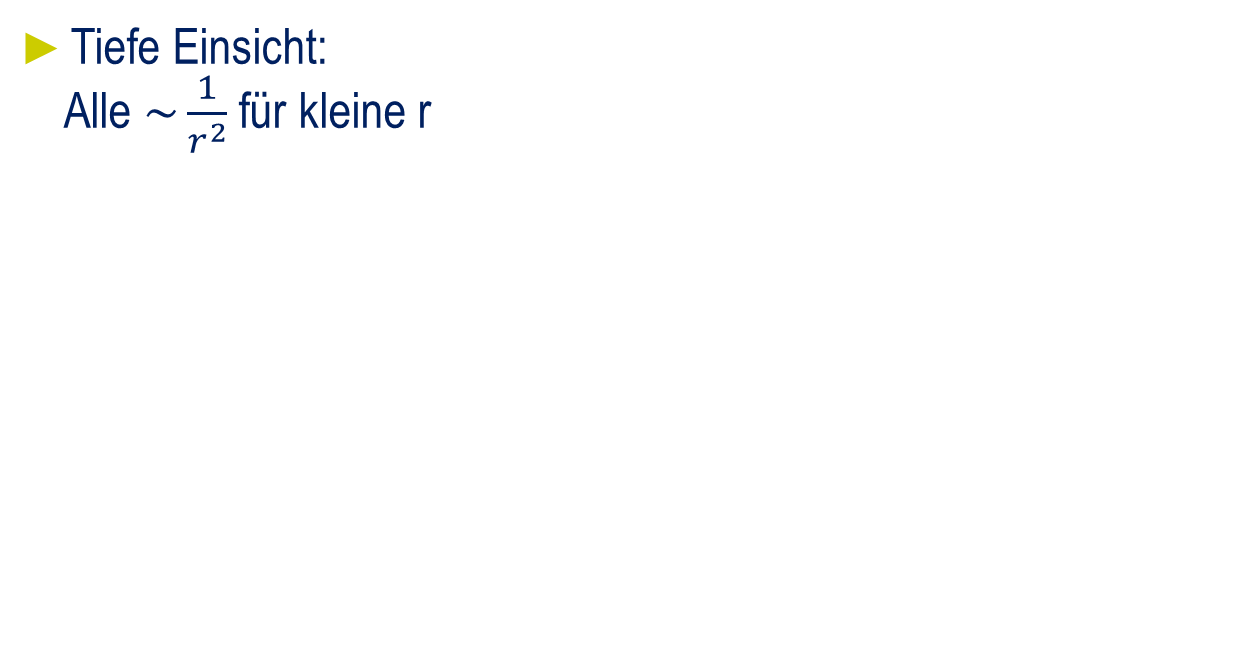 ► Tiefe Einsicht:
Alle ~ 1/r² für kleine r